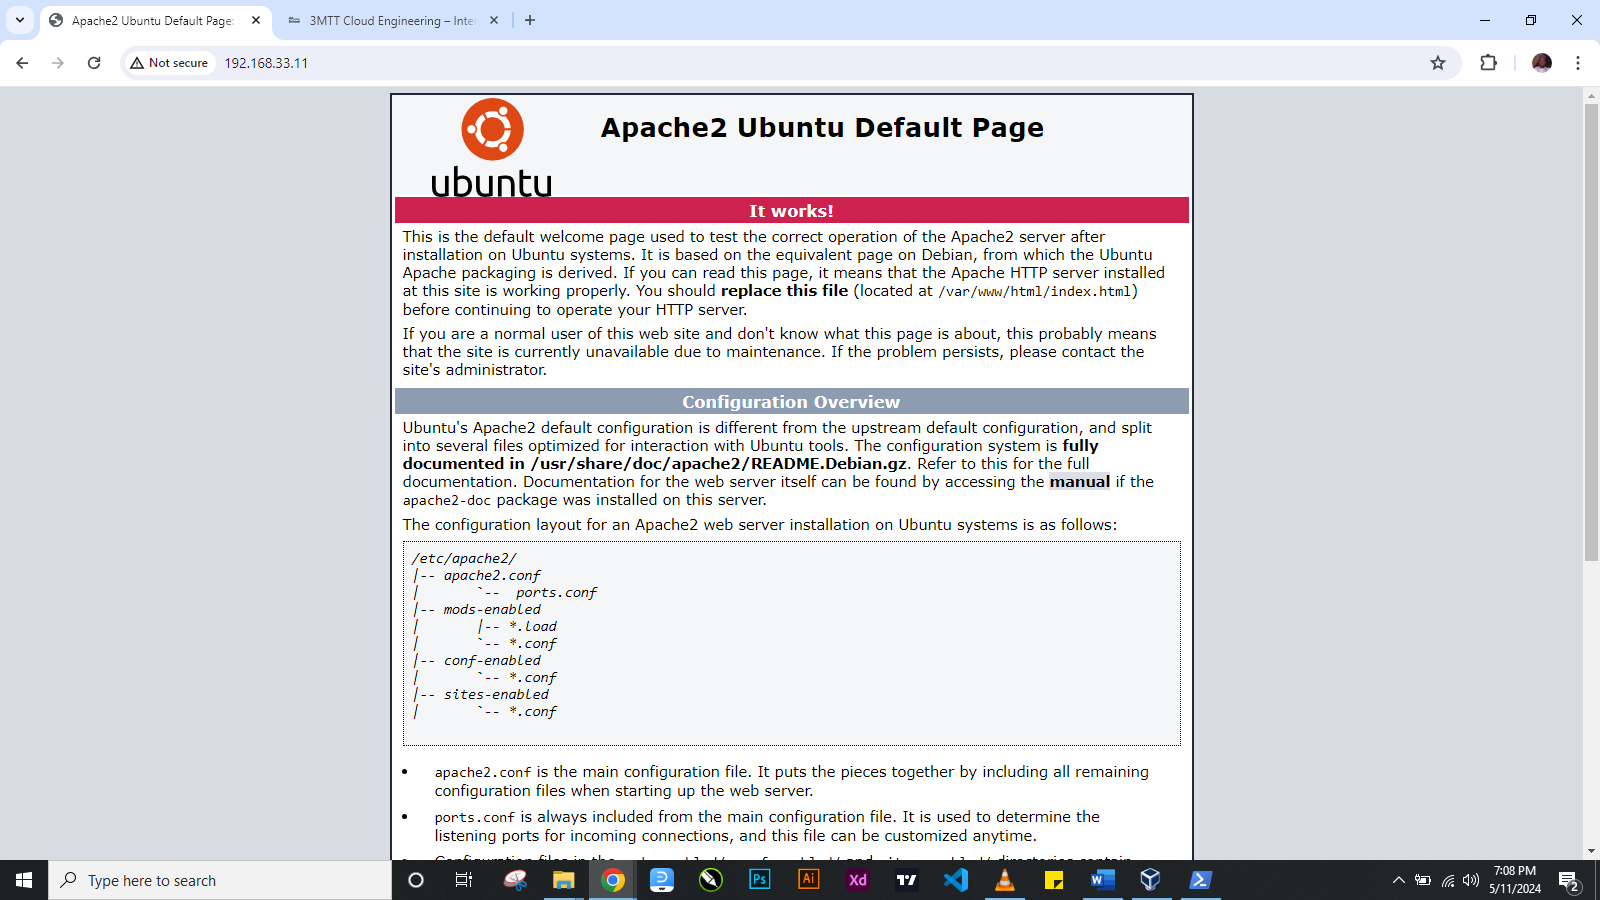 Apache2 Ubuntu Default Page:
3MTT Cloud Engineering – Inte
Not secure
192.168.33.11
ubuntu
Apache2 Ubuntu Default Page
It works!
This is the default welcome page used to test the correct operation of the Apache2 server after
installation on Ubuntu systems. It is based on the equivalent page on Debian, from which the Ubuntu
Apache packaging is derived. If you can read this page, it means that the Apache HTTP server installed
at this site is working properly. You should replace this file (located at /var/www/html/index.html)
before continuing to operate your HTTP server.
If you are a normal user of this web site and don't know what this page is about, this probably means
that the site is currently unavailable due to maintenance. If the problem persists, please contact the
site's administrator.
Configuration Overview
Ubuntu's Apache2 default configuration is different from the upstream default configuration, and split
into several files optimized for interaction with Ubuntu tools. The configuration system is fully
documented in /usr/share/doc/apache2/README.Debian.gz. Refer to this for the full
documentation. Documentation for the web server itself can be found by accessing the manual if the
apache2-doc package was installed on this server.
The configuration layout for an Apache2 web server installation on Ubuntu systems is as follows:
/etc/apache2/
|-- apache2.conf
|       `--  ports.conf
|-- mods-enabled
|       |-- *.load
|       `-- *.conf
|-- conf-enabled
|       `-- *.conf
|-- sites-enabled
|       `-- *.conf
• apache2.conf is the main configuration file. It puts the pieces together by including all remaining
configuration files when starting up the web server.
• ports.conf is always included from the main configuration file. It is used to determine the
listening ports for incoming connections, and this file can be customized anytime.
Type here to search
Ps
Ai
Xd
7:08 PM
5/11/2024
2